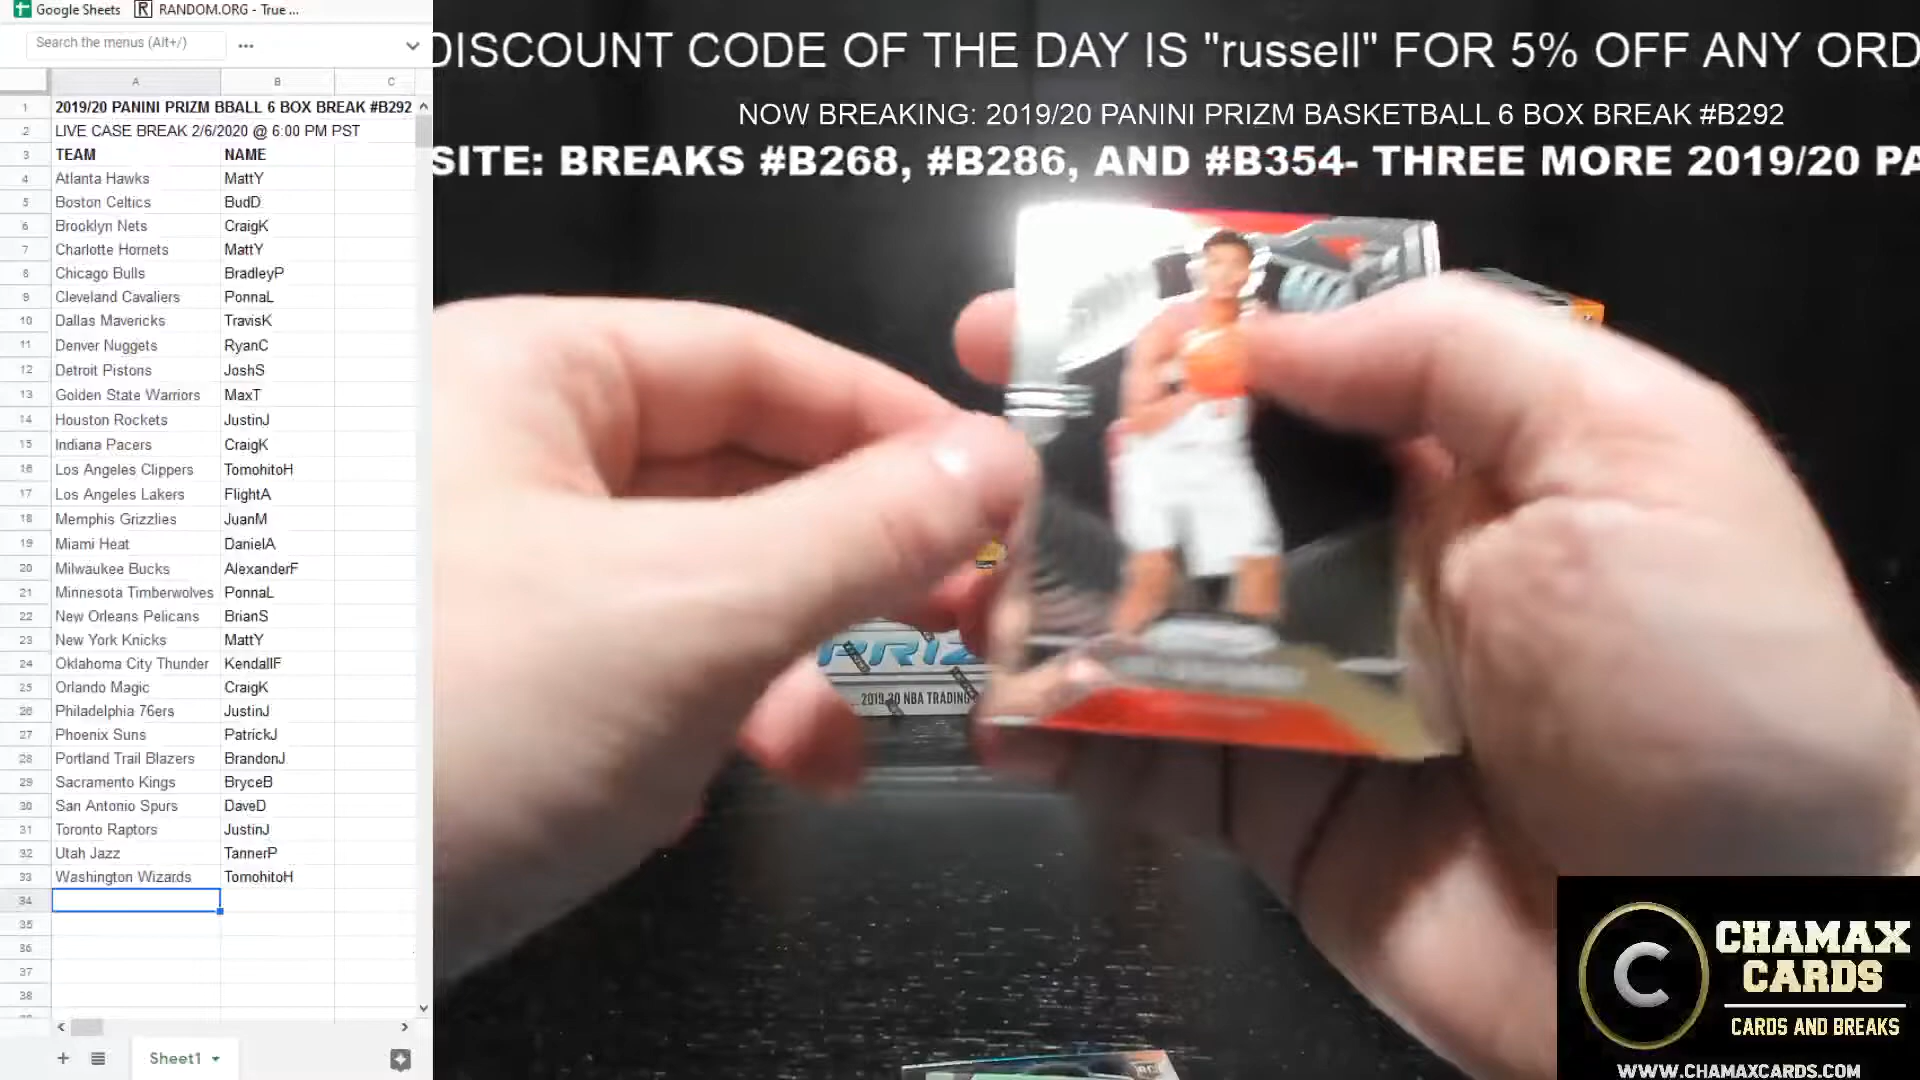 Google Sheets
RANDOM.ORG - True ...
Search the menus (Alt+/)
A B C
1 2019/20 PANINI PRIZM BBALL 6 BOX BREAK #B292
2 LIVE CASE BREAK 2/6/2020 @ 6:00 PM PST
3 TEAM NAME
4 Atlanta Hawks MattY
5 Boston Celtics BudD
6 Brooklyn Nets CraigK
7 Charlotte Hornets MattY
8 Chicago Bulls BradleyP
9 Cleveland Cavaliers PonnaL
10 Dallas Mavericks TravisK
11 Denver Nuggets RyanC
12 Detroit Pistons JoshS
13 Golden State Warriors MaxT
14 Houston Rockets JustinJ
15 Indiana Pacers CraigK
16 Los Angeles Clippers TomohitoH
17 Los Angeles Lakers FlightA
18 Memphis Grizzlies JuanM
19 Miami Heat DanielA
20 Milwaukee Bucks AlexanderF
21 Minnesota Timberwolves PonnaL
22 New Orleans Pelicans BrianS
23 New York Knicks MattY
24 Oklahoma City Thunder KendallF
25 Orlando Magic CraigK
26 Philadelphia 76ers JustinJ
27 Phoenix Suns PatrickJ
28 Portland Trail Blazers BrandonJ
29 Sacramento Kings BryceB
30 San Antonio Spurs DaveD
31 Toronto Raptors JustinJ
32 Utah Jazz TannerP
33 Washington Wizards TomohitoH
34
35
36
37
38
Sheet1
DISCOUNT CODE OF THE DAY IS "russell" FOR 5% OFF ANY ORD
NOW BREAKING: 2019/20 PANINI PRIZM BASKETBALL 6 BOX BREAK #B292
SITE: BREAKS #B268, #B286, AND #B354- THREE MORE 2019/20 PA
PRIZ
2019-20 NBA TRADING
C
CHAMAX
CARDS
CARDS AND BREAKS
WWW.CHAMAXCARDS.COM